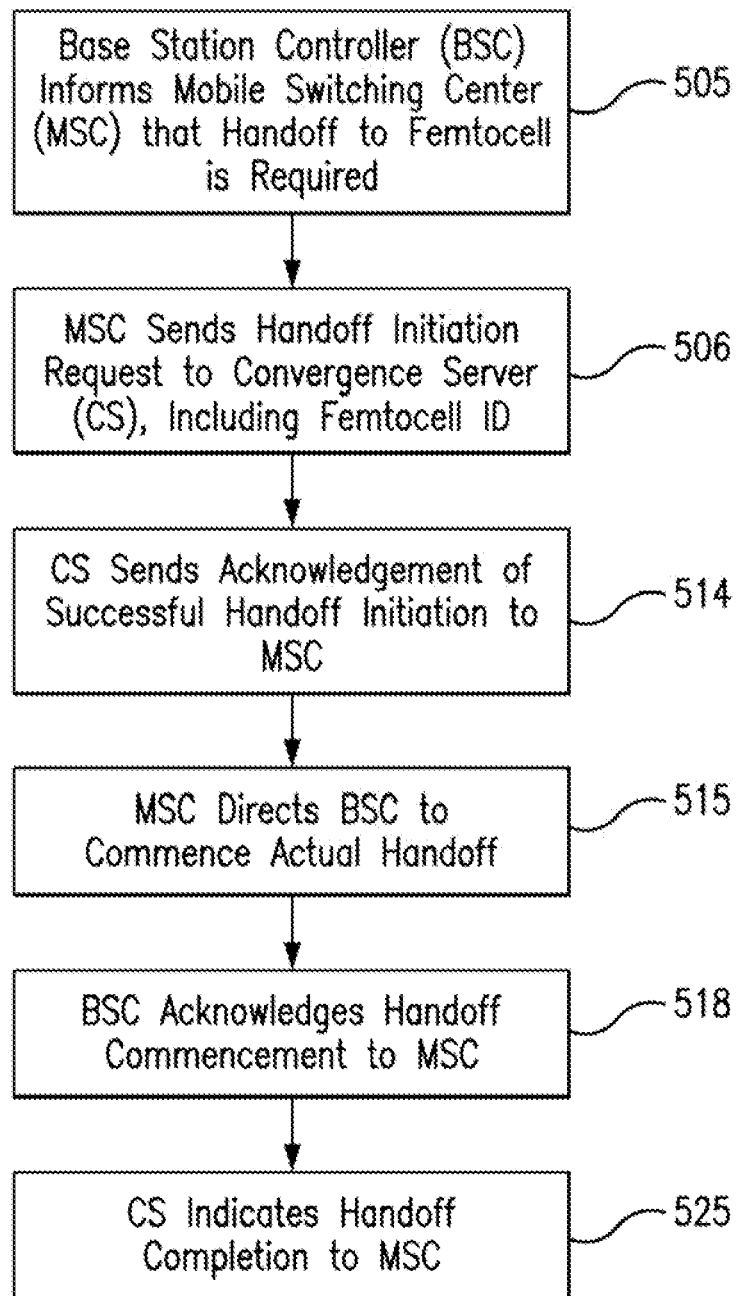 Base Station Controller (BSC)
Informs Mobile Switching Center
(MSC) that Handoff to Femtocell
is Required
505
MSC Sends Handoff Initiation
Request to Convergence Server
(CS), Including Femtocell ID
506
CS Sends Acknowledgement of
Successful Handoff Initiation to
MSC
514
MSC Directs BSC to
Commence Actual Handoff
515
BSC Acknowledges Handoff
Commencement to MSC
518
CS Indicates Handoff
Completion to MSC
525